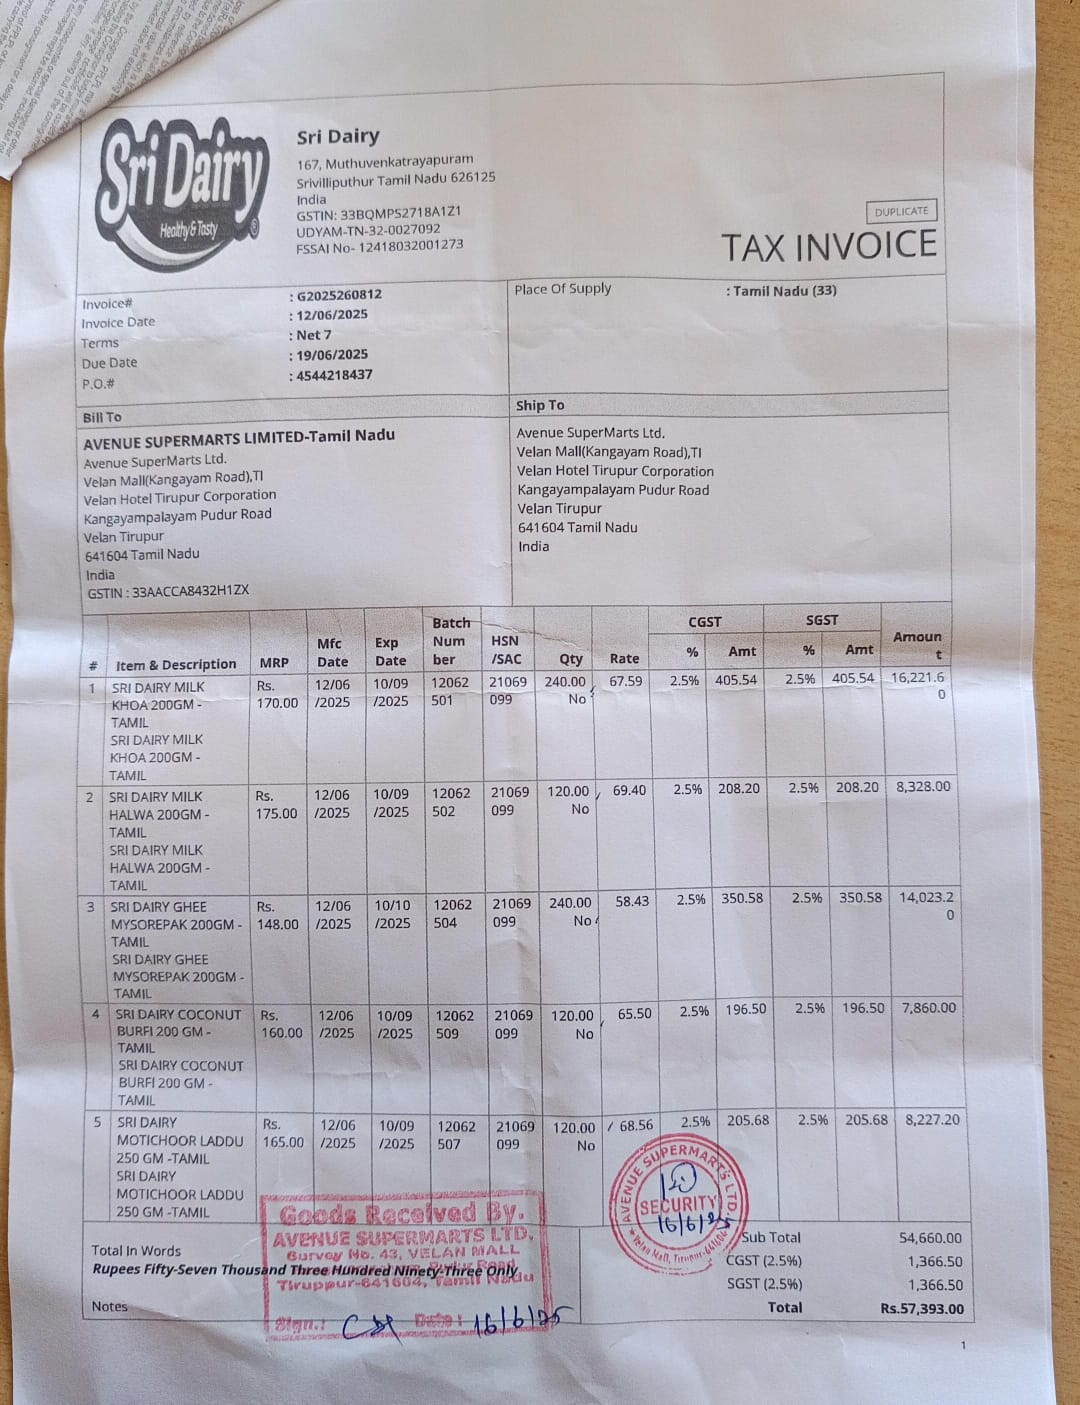 Sri Dairy
Healthy & Tasty
®
Sri Dairy
167, Muthuvenkatrayapuram
Srivilliputhur Tamil Nadu 626125
India
GSTIN: 33BQMPS2718A1Z1
UDYAM-TN-32-0027092
FSSAI No- 12418032001273
DUPLICATE
TAX INVOICE
Invoice# : G2025260812
Invoice Date : 12/06/2025
Terms : Net 7
Due Date : 19/06/2025
P.O.# : 4544218437
Place Of Supply : Tamil Nadu (33)
Bill To
AVENUE SUPERMARTS LIMITED-Tamil Nadu
Avenue SuperMarts Ltd.
Velan Mall(Kangayam Road),TI
Velan Hotel Tirupur Corporation
Kangayampalayam Pudur Road
Velan Tirupur
641604 Tamil Nadu
India
GSTIN : 33AACCA8432H1ZX
Ship To
Avenue SuperMarts Ltd.
Velan Mall(Kangayam Road),TI
Velan Hotel Tirupur Corporation
Kangayampalayam Pudur Road
Velan Tirupur
641604 Tamil Nadu
India
Batch CGST SGST
Mfc Exp Num HSN Amoun
# Item & Description MRP Date Date ber /SAC Qty Rate % Amt % Amt t
1 SRI DAIRY MILK Rs. 12/06 10/09 12062 21069 240.00 67.59 2.5% 405.54 2.5% 405.54 16,221.6
KHOA 200GM - 170.00 /2025 /2025 501 099 No 0
TAMIL
SRI DAIRY MILK
KHOA 200GM -
TAMIL
2 SRI DAIRY MILK Rs. 12/06 10/09 12062 21069 120.00 69.40 2.5% 208.20 2.5% 208.20 8,328.00
HALWA 200GM - 175.00 /2025 /2025 502 099 No
TAMIL
SRI DAIRY MILK
HALWA 200GM -
TAMIL
3 SRI DAIRY GHEE Rs. 12/06 10/10 12062 21069 240.00 58.43 2.5% 350.58 2.5% 350.58 14,023.2
MYSOREPAK 200GM - 148.00 /2025 /2025 504 099 No 0
TAMIL
SRI DAIRY GHEE
MYSOREPAK 200GM -
TAMIL
4 SRI DAIRY COCONUT Rs. 12/06 10/09 12062 21069 120.00 65.50 2.5% 196.50 2.5% 196.50 7,860.00
BURFI 200 GM - 160.00 /2025 /2025 509 099 No
TAMIL
SRI DAIRY COCONUT
BURFI 200 GM -
TAMIL
5 SRI DAIRY Rs. 12/06 10/09 12062 21069 120.00 68.56 2.5% 205.68 2.5% 205.68 8,227.20
MOTICHOOR LADDU 165.00 /2025 /2025 507 099 No
250 GM -TAMIL
SRI DAIRY
MOTICHOOR LADDU
250 GM -TAMIL
Total In Words
Rupees Fifty-Seven Thousand Three Hundred Ninety-Three Only
Notes
Goods Received By.
AVENUE SUPERMARTS LTD,
Survey No. 43, VELAN MALL
Tiruppur-641604, Tamil Nadu
Sign.: Date : 16/6/25
AVENUE SUPERMARTS LTD.
SECURITY
16/6/25
Velan Mall, Tirupur-641604
Sub Total 54,660.00
CGST (2.5%) 1,366.50
SGST (2.5%) 1,366.50
Total Rs.57,393.00
1